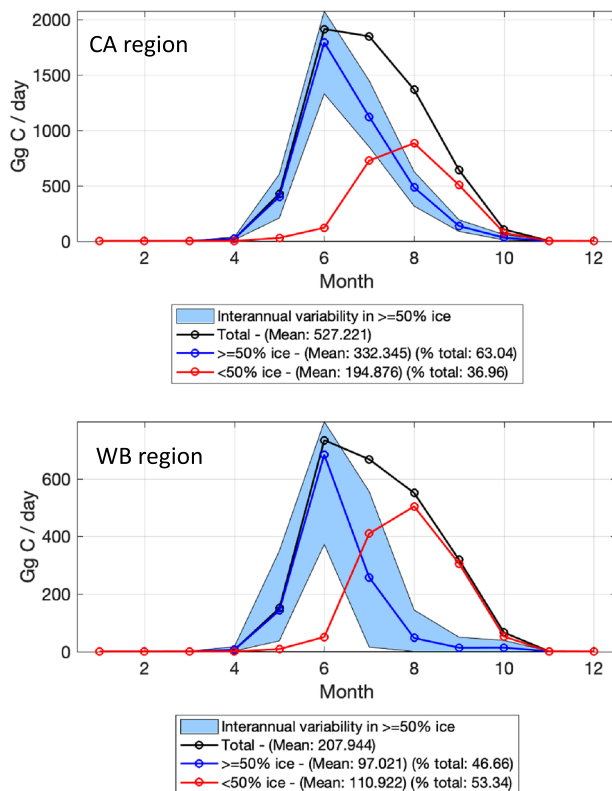 CA region
2000
1500
1000
500
0
Gg C / day
2 4 6 8 10 12
Month
Interannual variability in >=50% ice
Total - (Mean: 527.221)
>=50% ice - (Mean: 332.345) (% total: 63.04)
<50% ice - (Mean: 194.876) (% total: 36.96)
WB region
600
400
200
0
Gg C / day
2 4 6 8 10 12
Month
Interannual variability in >=50% ice
Total - (Mean: 207.944)
>=50% ice - (Mean: 97.021) (% total: 46.66)
<50% ice - (Mean: 110.922) (% total: 53.34)